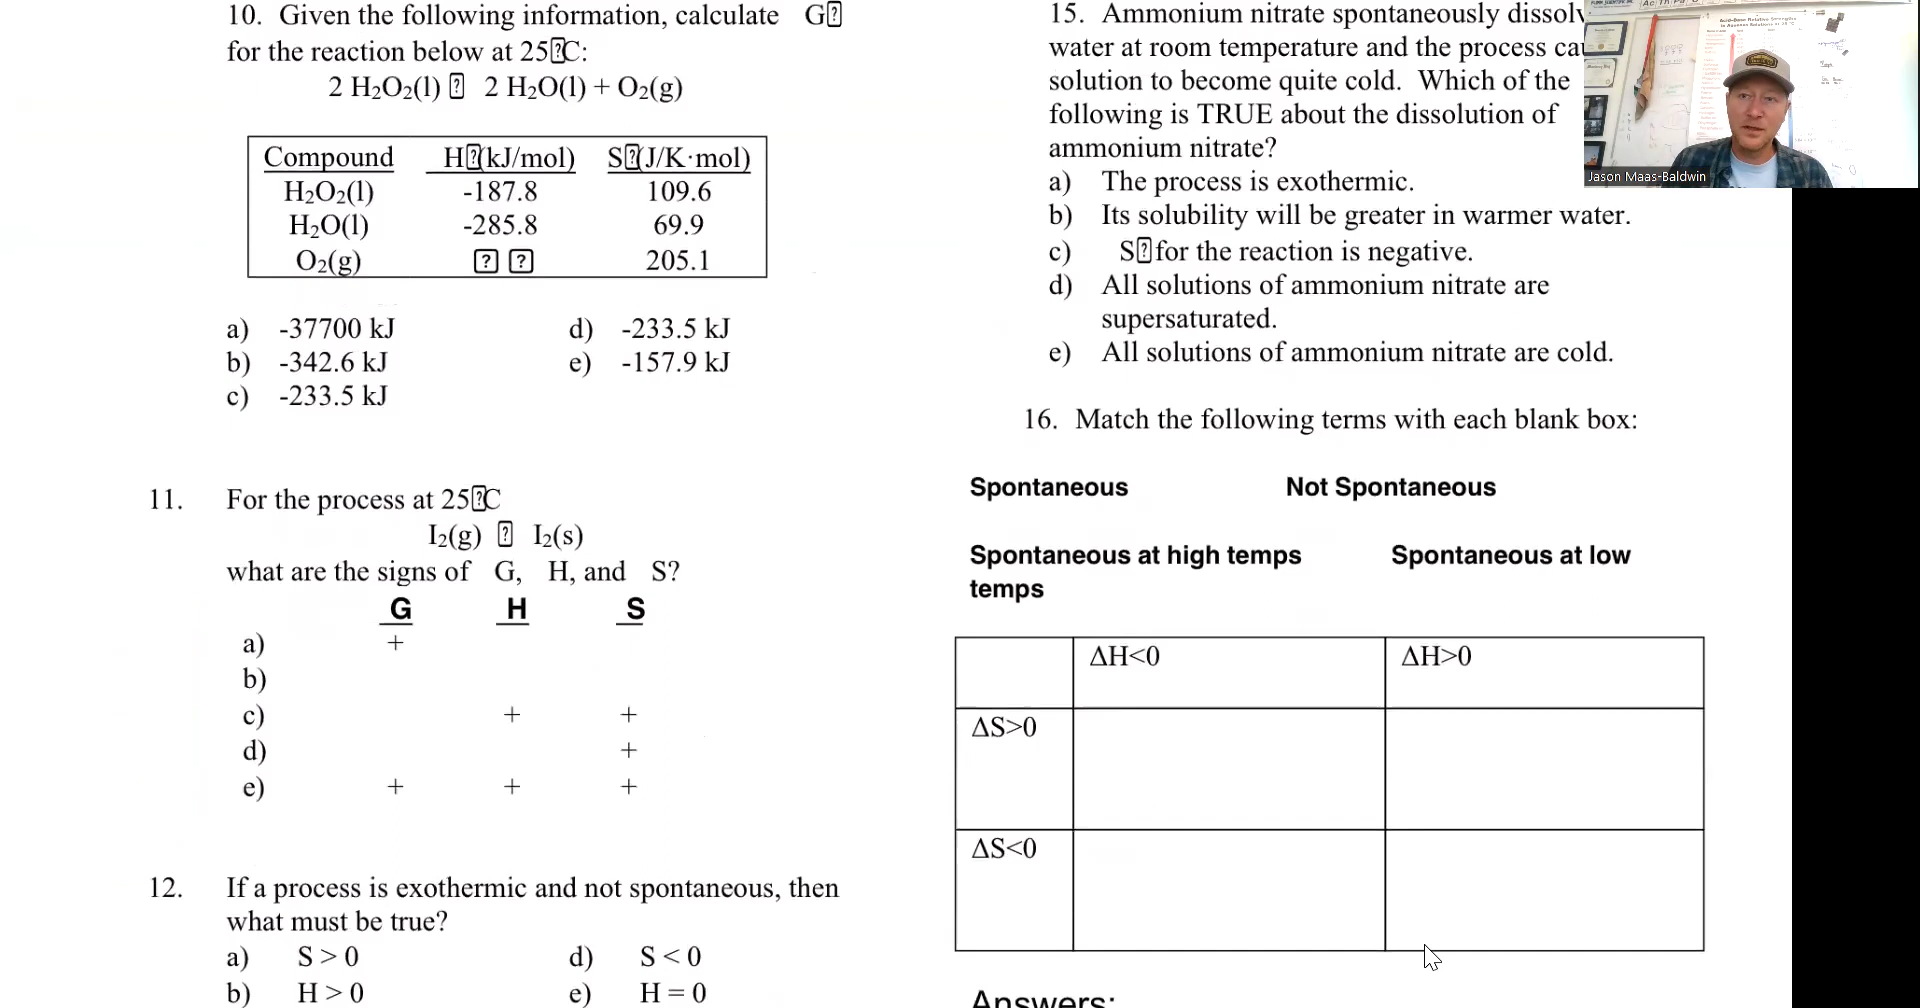 10. Given the following information, calculate G⍰
for the reaction below at 25⍰C:
2 H₂O₂(l) ⍰ 2 H₂O(l) + O₂(g)
Compound H⍰(kJ/mol) S⍰(J/K·mol)
H₂O₂(l) -187.8 109.6
H₂O(l) -285.8 69.9
O₂(g) ⍰ ⍰ 205.1
a) -37700 kJ d) -233.5 kJ
b) -342.6 kJ e) -157.9 kJ
c) -233.5 kJ
11. For the process at 25⍰C
I₂(g) ⍰ I₂(s)
what are the signs of G, H, and S?
G H S
a) +
b)
c) + +
d) +
e) + + +
12. If a process is exothermic and not spontaneous, then
what must be true?
a) S > 0 d) S < 0
b) H > 0 e) H = 0
15. Ammonium nitrate spontaneously
water at room temperature and the process
solution to become quite cold. Which of the
following is TRUE about the dissolution of
ammonium nitrate?
a) The process is exothermic.
b) Its solubility will be greater in warmer water.
c) S⍰ for the reaction is negative.
d) All solutions of ammonium nitrate are
supersaturated.
e) All solutions of ammonium nitrate are cold.
16. Match the following terms with each blank box:
Spontaneous Not Spontaneous
Spontaneous at high temps Spontaneous at low
temps
ΔH<0 ΔH>0
ΔS>0
ΔS<0
Answers:
Jason Maas-Baldwin